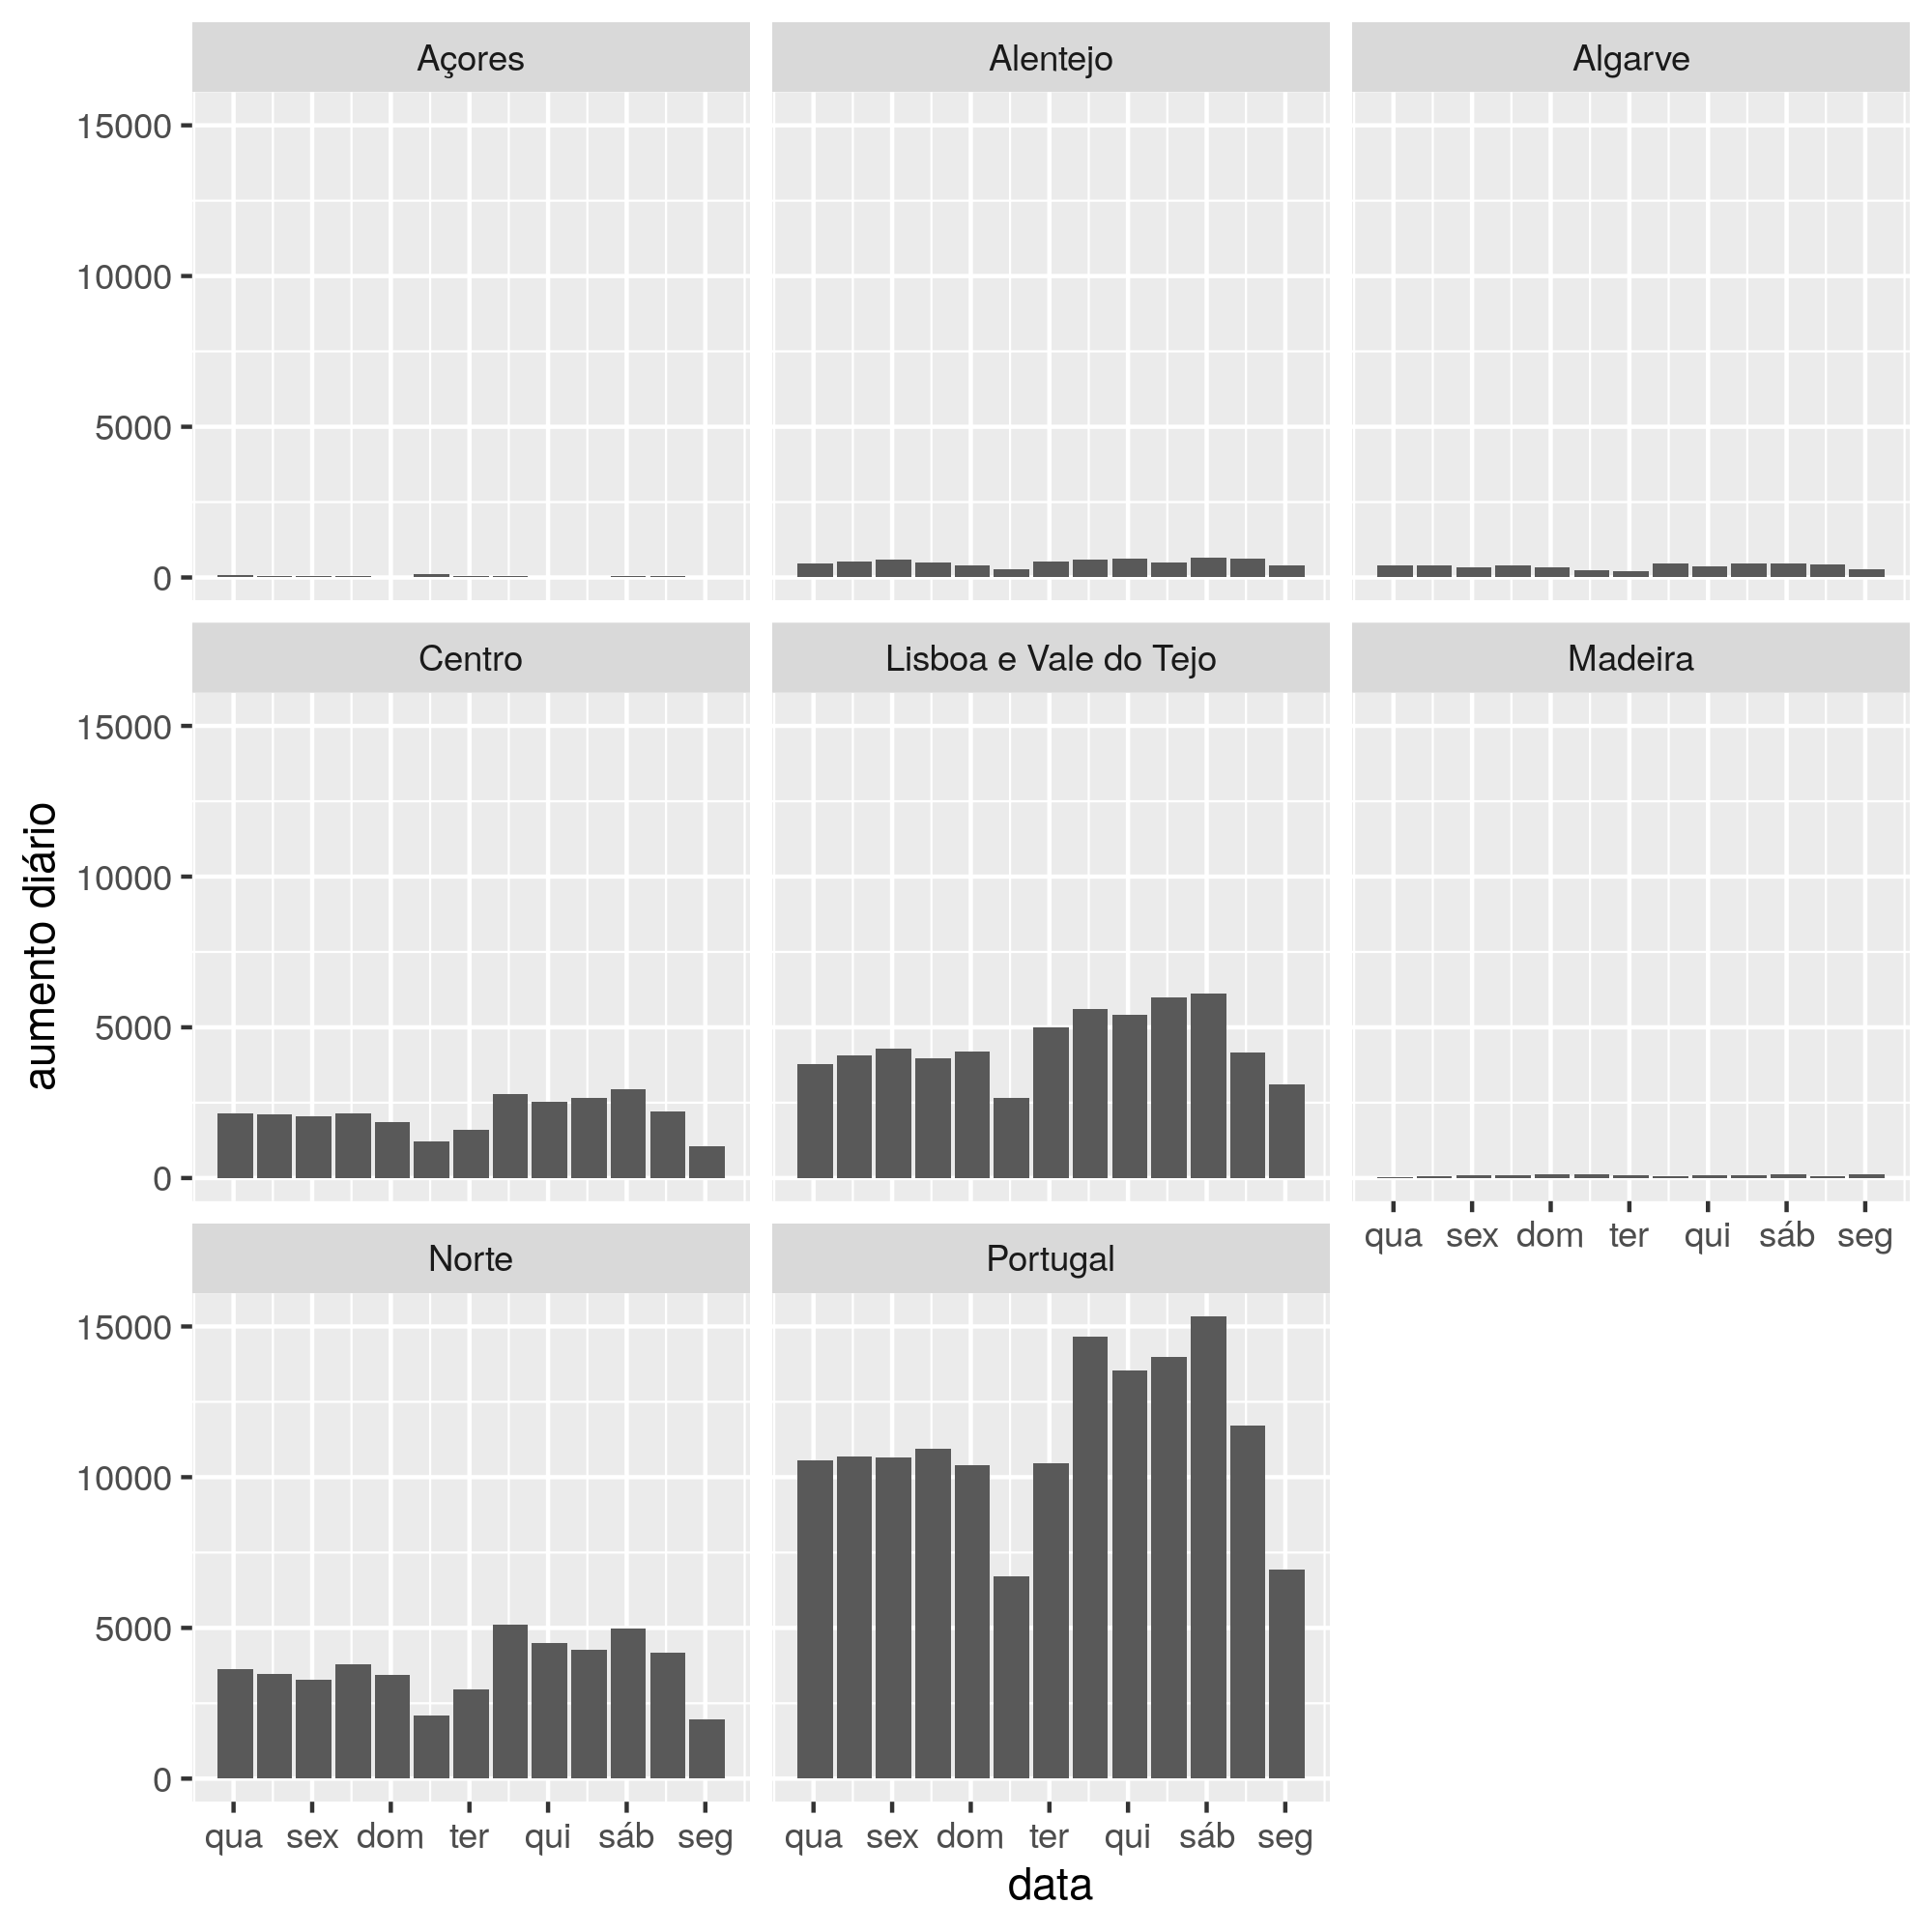 Açores
Alentejo
Algarve
15000
10000
5000
0
Centro
Lisboa e Vale do Tejo
Madeira
15000
10000
5000
0
qua sex dom ter qui sáb seg
Norte
Portugal
15000
10000
5000
0
qua sex dom ter qui sáb seg
qua sex dom ter qui sáb seg
data
aumento diário